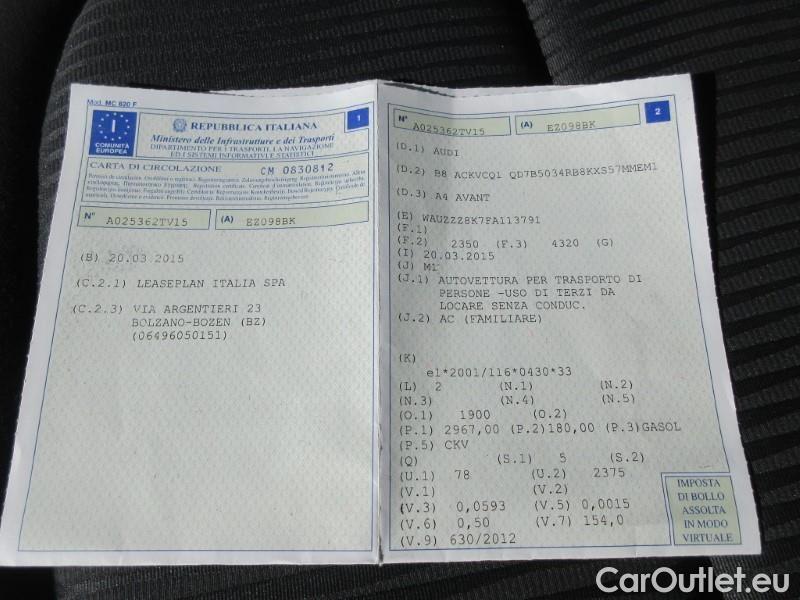 Mod. MC 820 F
1
I
COMUNITÀ
EUROPEA
REPUBBLICA ITALIANA
Ministero delle Infrastrutture e dei Trasporti
DIPARTIMENTO PER I TRASPORTI, LA NAVIGAZIONE
ED I SISTEMI INFORMATIVI E STATISTICI
CARTA DI CIRCOLAZIONE CM 0830812
N° A025362TV15 (A) EZ098BK
(B) 20.03.2015
(C.2.1) LEASEPLAN ITALIA SPA
(C.2.3) VIA ARGENTIERI 23
BOLZANO-BOZEN (BZ)
(06496050151)
2
N° A025362TV15 (A) EZ098BK
(D.1) AUDI
(D.2) B8 ACKVCQ1 QD7B5034RB8KXS57MMEM1
(D.3) A4 AVANT
(E) WAUZZZ8K7FA113791
(F.1)
(F.2) 2350 (F.3) 4320 (G)
(I) 20.03.2015
(J) M1
(J.1) AUTOVETTURA PER TRASPORTO DI
PERSONE -USO DI TERZI DA
LOCARE SENZA CONDUC.
(J.2) AC (FAMILIARE)
(K)
e1*2001/116*0430*33
(L) 2 (N.1) (N.2)
(N.3) (N.4) (N.5)
(O.1) 1900 (O.2)
(P.1) 2967,00 (P.2)180,00 (P.3)GASOL
(P.5) CKV
(Q) (S.1) 5 (S.2)
(U.1) 78 (U.2) 2375
(V.1) (V.2)
(V.3) 0,0593 (V.5) 0,0015
(V.6) 0,50 (V.7) 154,0
(V.9) 630/2012
IMPOSTA
DI BOLLO
ASSOLTA
IN MODO
VIRTUALE
CarOutlet.eu